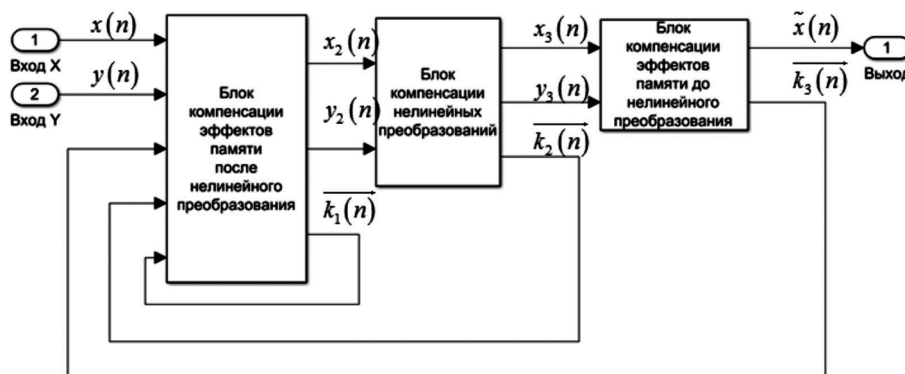 1
Вход X
x(n)
2
Вход Y
y(n)
Блок
компенсации
эффектов
памяти
после
нелинейного
преобразования
x₂(n)
y₂(n)
k₁(n)
Блок
компенсации
нелинейных
преобразований
x₃(n)
y₃(n)
k₂(n)
Блок
компенсации
эффектов
памяти до
нелинейного
преобразования
x̃(n)
k₃(n)
1
Выход